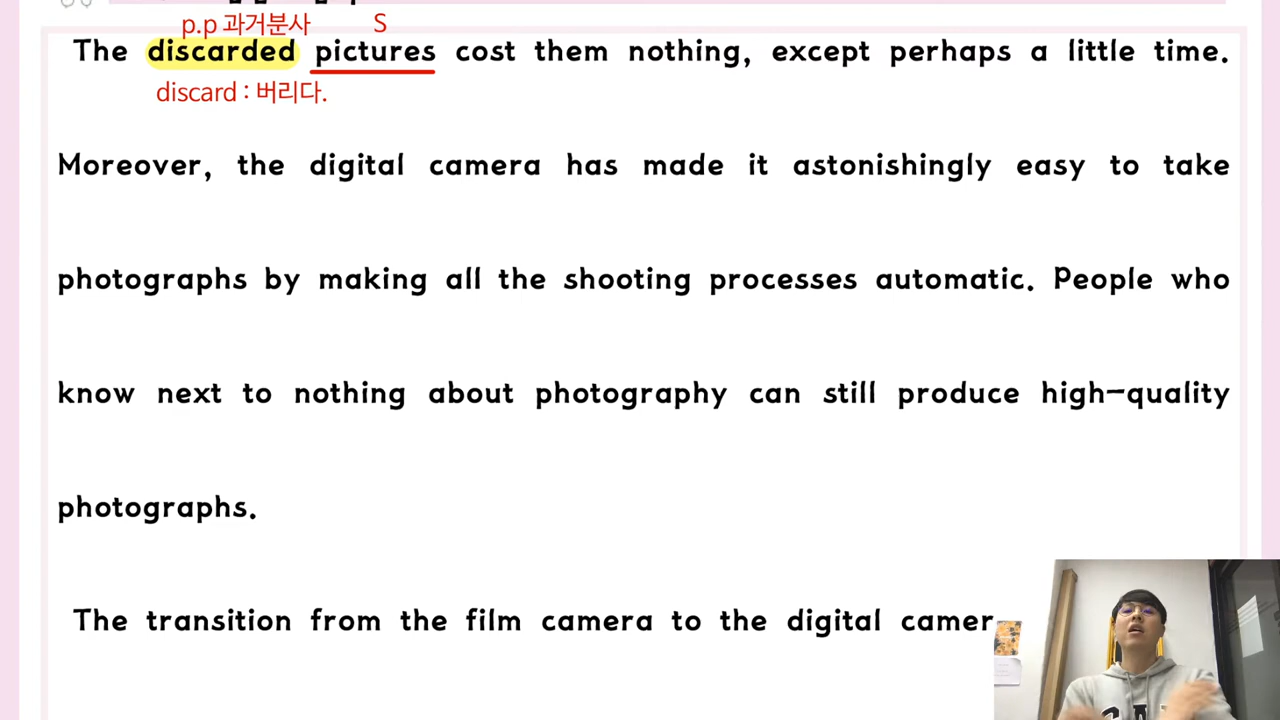 p.p 과거분사 S
The discarded pictures cost them nothing, except perhaps a little time.
discard : 버리다.
Moreover, the digital camera has made it astonishingly easy to take
photographs by making all the shooting processes automatic. People who
know next to nothing about photography can still produce high-quality
photographs.
The transition from the film camera to the digital camer